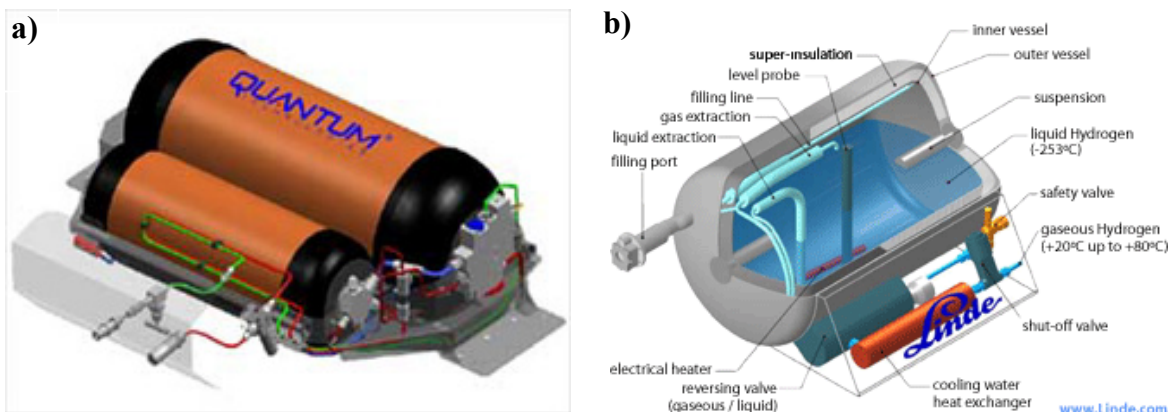 a)
QUANTUM
b)
inner vessel
outer vessel
super-insulation
level probe
filling line
gas extraction
liquid extraction
filling port
suspension
liquid Hydrogen
(-253ºC)
safety valve
gaseous Hydrogen
(+20ºC up to +80ºC)
Linde
shut-off valve
electrical heater
reversing valve
(gaseous / liquid)
cooling water
heat exchanger
www.Linde.com